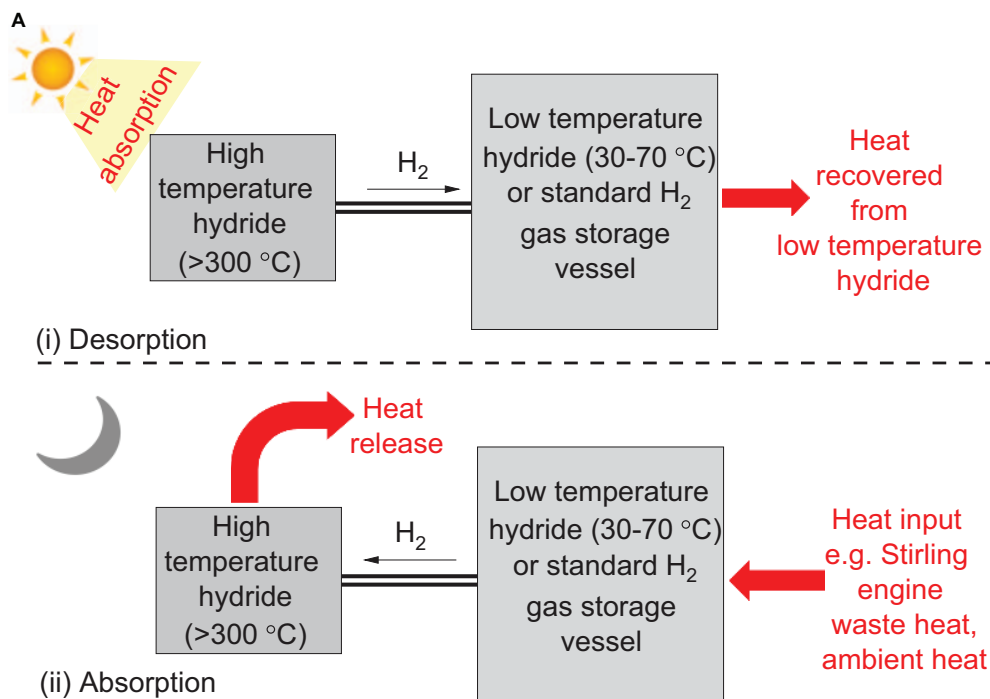 A
Heat
absorption
High
temperature
hydride
(>300 °C)
H₂
Low temperature
hydride (30-70 °C)
or standard H₂
gas storage
vessel
Heat
recovered
from
low temperature
hydride
(i) Desorption
Heat
release
High
temperature
hydride
(>300 °C)
H₂
Low temperature
hydride (30-70 °C)
or standard H₂
gas storage
vessel
Heat input
e.g. Stirling
engine
waste heat,
ambient heat
(ii) Absorption